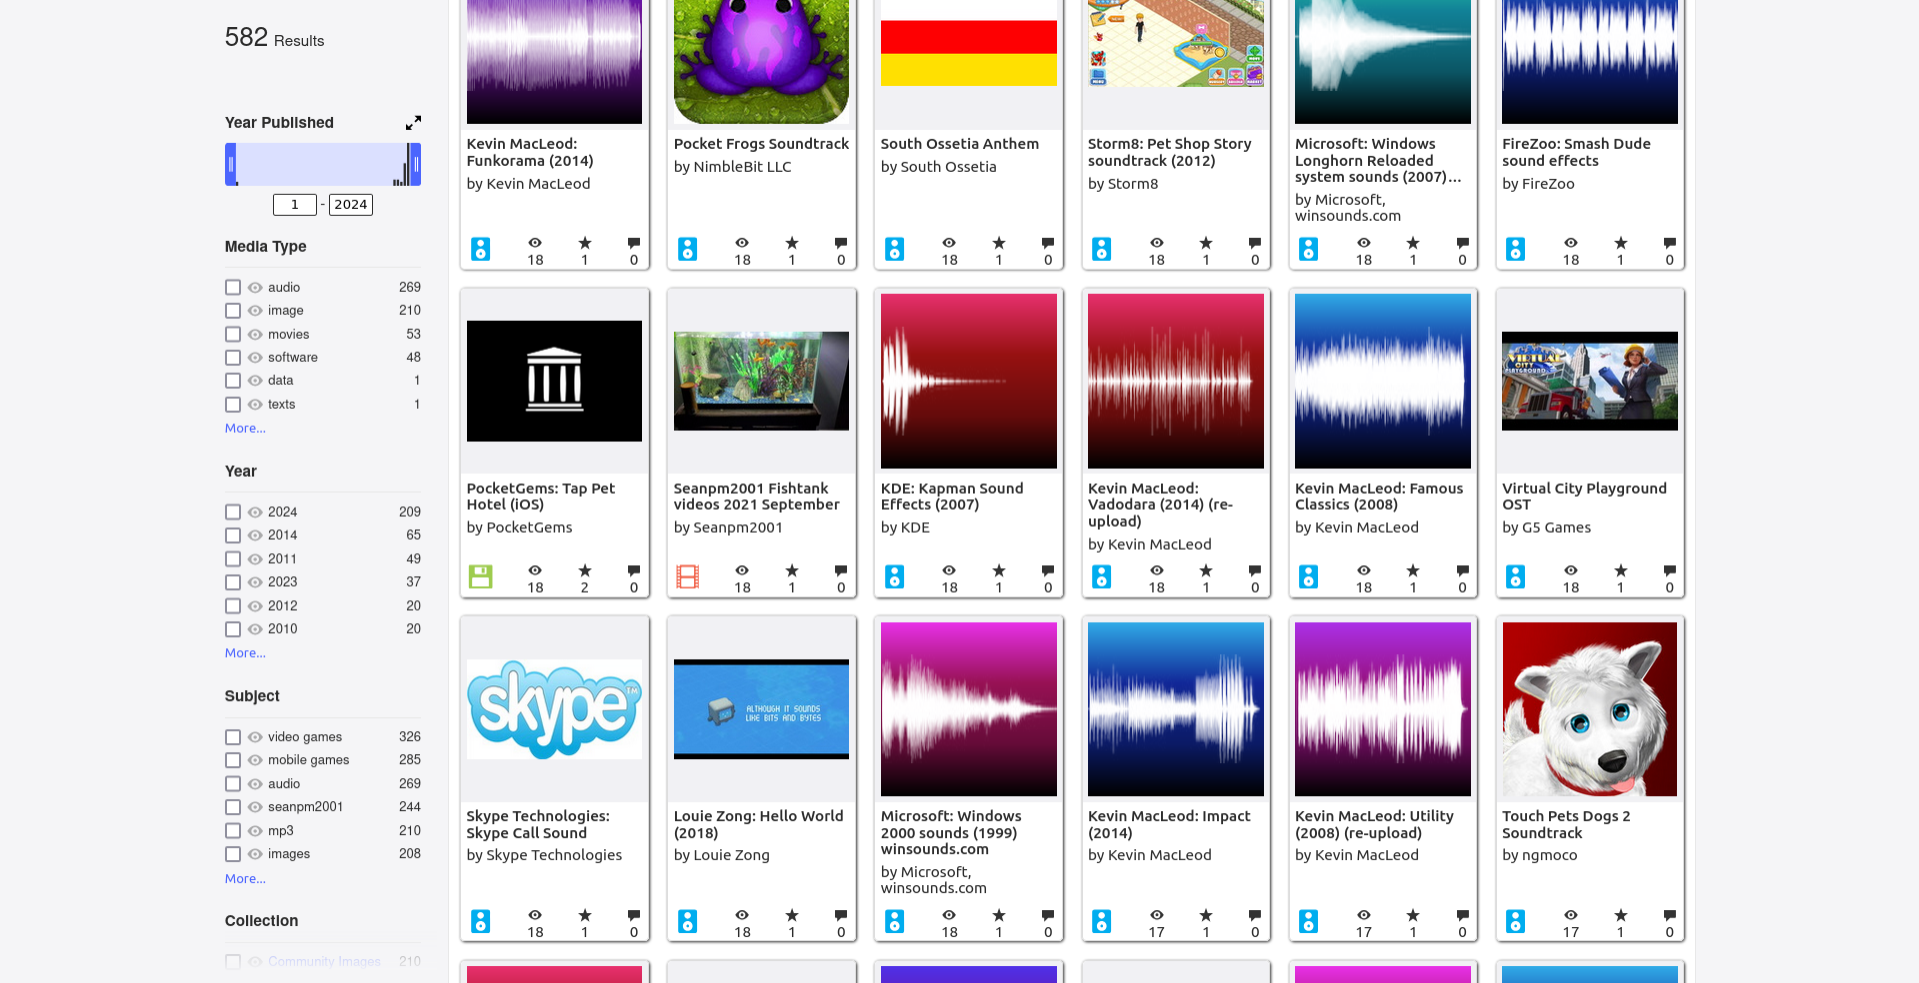 582 Results
Year Published
1 - 2024
Media Type
audio 269
image 210
movies 53
software 48
data 1
texts 1
More...
Year
2024 209
2014 65
2011 49
2023 37
2012 20
2010 20
More...
Subject
video games 326
mobile games 285
audio 269
seanpm2001 244
mp3 210
images 208
More...
Collection
Community Images 210
Kevin MacLeod:
Funkorama (2014)
by Kevin MacLeod
18 1 0
Pocket Frogs Soundtrack
by NimbleBit LLC
18 1 0
South Ossetia Anthem
by South Ossetia
18 1 0
Storm8: Pet Shop Story
soundtrack (2012)
by Storm8
18 1 0
Microsoft: Windows
Longhorn Reloaded
system sounds (2007)...
by Microsoft,
winsounds.com
18 1 0
FireZoo: Smash Dude
sound effects
by FireZoo
18 1 0
PocketGems: Tap Pet
Hotel (iOS)
by PocketGems
18 2 0
Seanpm2001 Fishtank
videos 2021 September
by Seanpm2001
18 1 0
KDE: Kapman Sound
Effects (2007)
by KDE
18 1 0
Kevin MacLeod:
Vadodara (2014) (re-
upload)
by Kevin MacLeod
18 1 0
Kevin MacLeod: Famous
Classics (2008)
by Kevin MacLeod
18 1 0
VIRTUAL
CITY
PLAYGROUND
Virtual City Playground
OST
by G5 Games
18 1 0
skype TM
Skype Technologies:
Skype Call Sound
by Skype Technologies
18 1 0
ALTHOUGH IT SOUNDS
LIKE BITS AND BYTES
Louie Zong: Hello World
(2018)
by Louie Zong
18 1 0
Microsoft: Windows
2000 sounds (1999)
winsounds.com
by Microsoft,
winsounds.com
18 1 0
Kevin MacLeod: Impact
(2014)
by Kevin MacLeod
17 1 0
Kevin MacLeod: Utility
(2008) (re-upload)
by Kevin MacLeod
17 1 0
Touch Pets Dogs 2
Soundtrack
by ngmoco
17 1 0